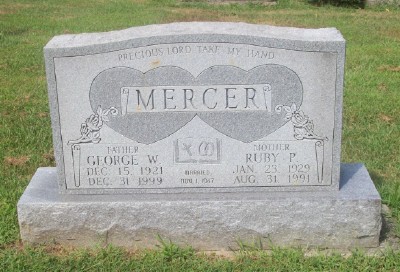 PRECIOUS LORD TAKE MY HAND
MERCER
FATHER
GEORGE W.
DEC. 15, 1921
DEC. 31, 1999
MARRIED
MOTHER
RUBY P.
JAN. 23, 1929
AUG. 31, 1991